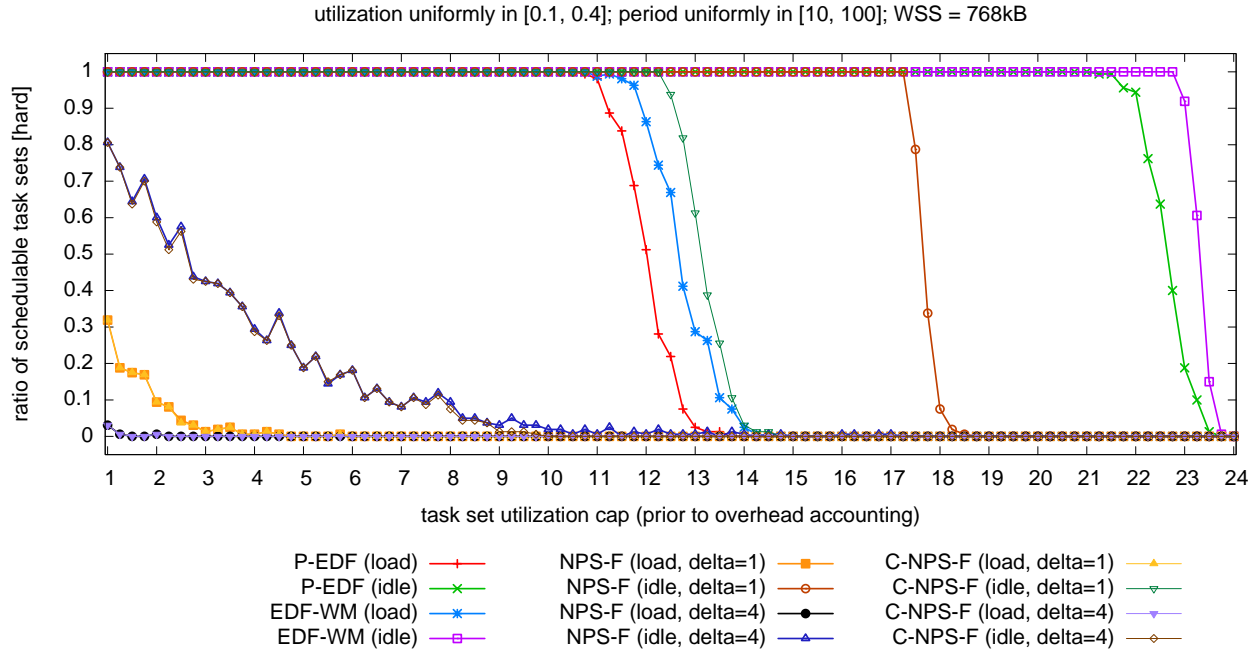 utilization uniformly in [0.1, 0.4]; period uniformly in [10, 100]; WSS = 768kB
ratio of schedulable task sets [hard]
1
0.9
0.8
0.7
0.6
0.5
0.4
0.3
0.2
0.1
0
1 2 3 4 5 6 7 8 9 10 11 12 13 14 15 16 17 18 19 20 21 22 23 24
task set utilization cap (prior to overhead accounting)
P-EDF (load) NPS-F (load, delta=1) C-NPS-F (load, delta=1)
P-EDF (idle) NPS-F (idle, delta=1) C-NPS-F (idle, delta=1)
EDF-WM (load) NPS-F (load, delta=4) C-NPS-F (load, delta=4)
EDF-WM (idle) NPS-F (idle, delta=4) C-NPS-F (idle, delta=4)